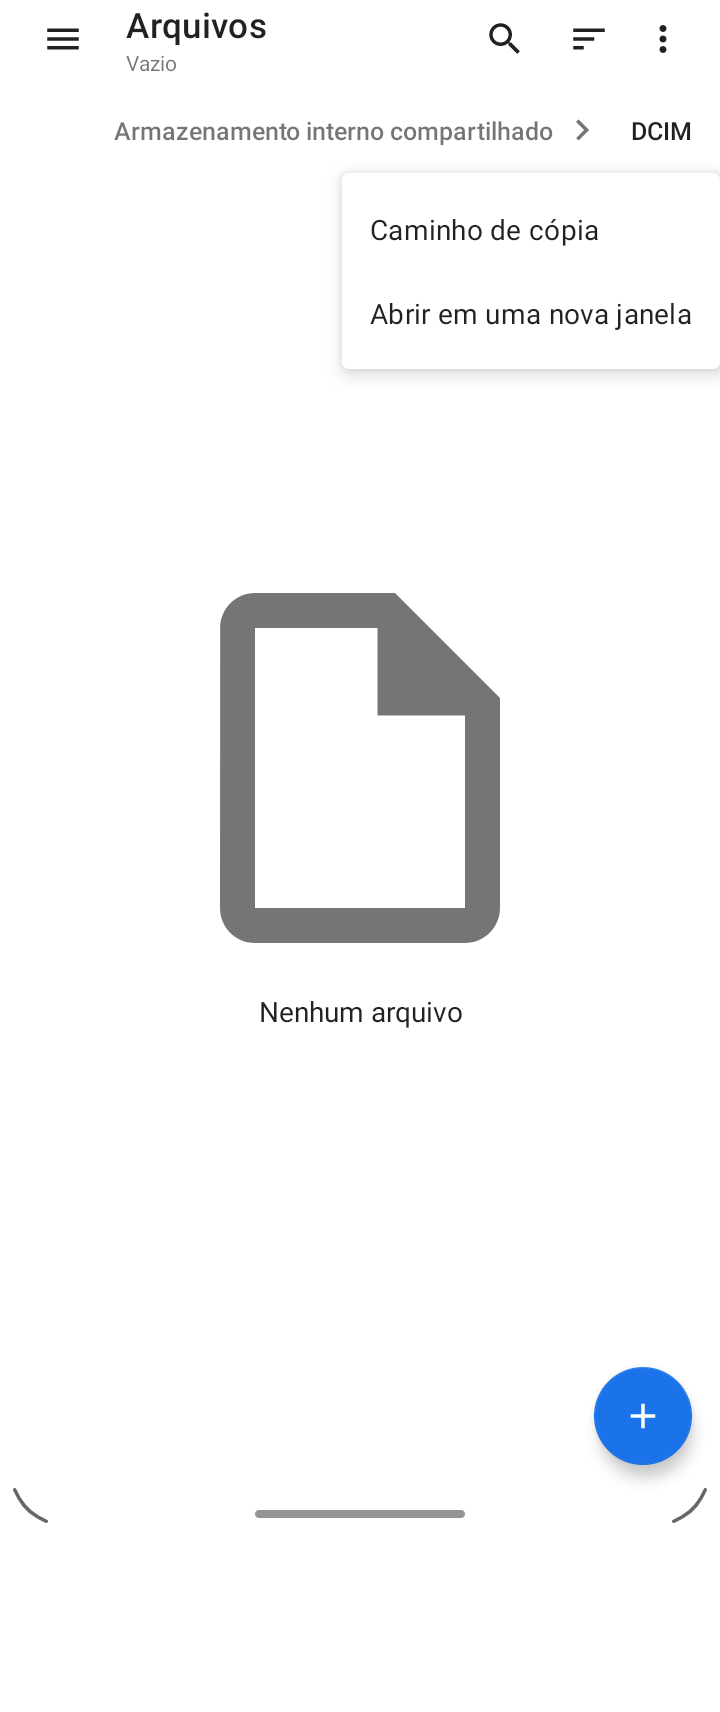 Arquivos
Vazio
Armazenamento interno compartilhado DCIM
Caminho de cópia
Abrir em uma nova janela
Nenhum arquivo